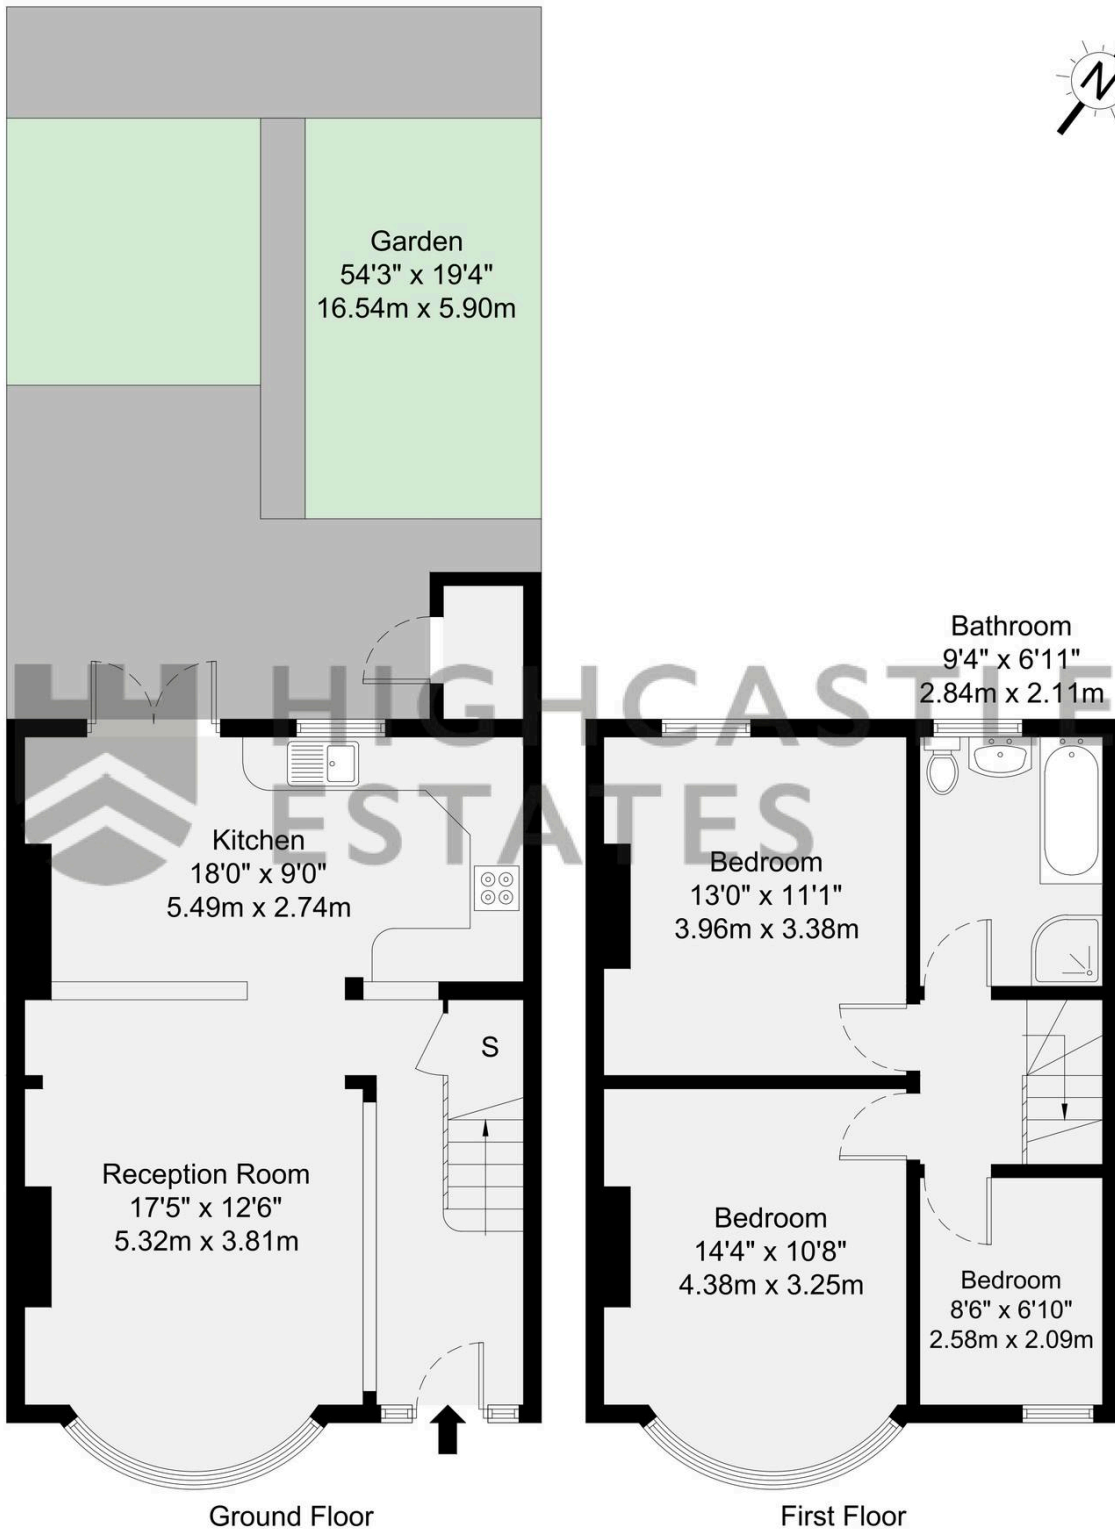 N
Garden
54'3" x 19'4"
16.54m x 5.90m
HIGHCASTLE
ESTATES
Kitchen
18'0" x 9'0"
5.49m x 2.74m
S
Reception Room
17'5" x 12'6"
5.32m x 3.81m
Ground Floor
Bathroom
9'4" x 6'11"
2.84m x 2.11m
Bedroom
13'0" x 11'1"
3.96m x 3.38m
Bedroom
14'4" x 10'8"
4.38m x 3.25m
Bedroom
8'6" x 6'10"
2.58m x 2.09m
First Floor